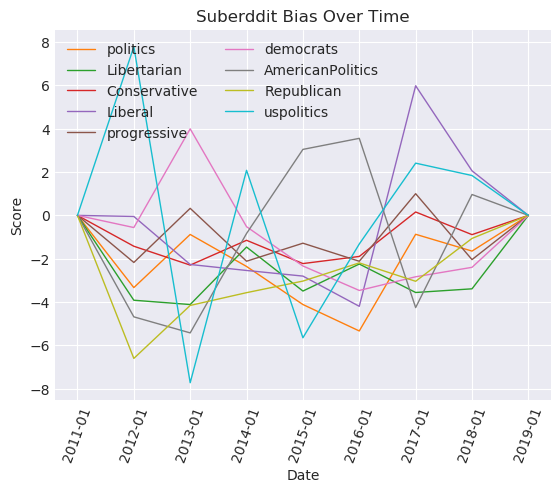 Suberddit Bias Over Time
8
6
4
2
0
−2
−4
−6
−8
Score
politics
Libertarian
Conservative
Liberal
progressive
democrats
AmericanPolitics
Republican
uspolitics
2011-01
2012-01
2013-01
2014-01
2015-01
2016-01
2017-01
2018-01
2019-01
Date